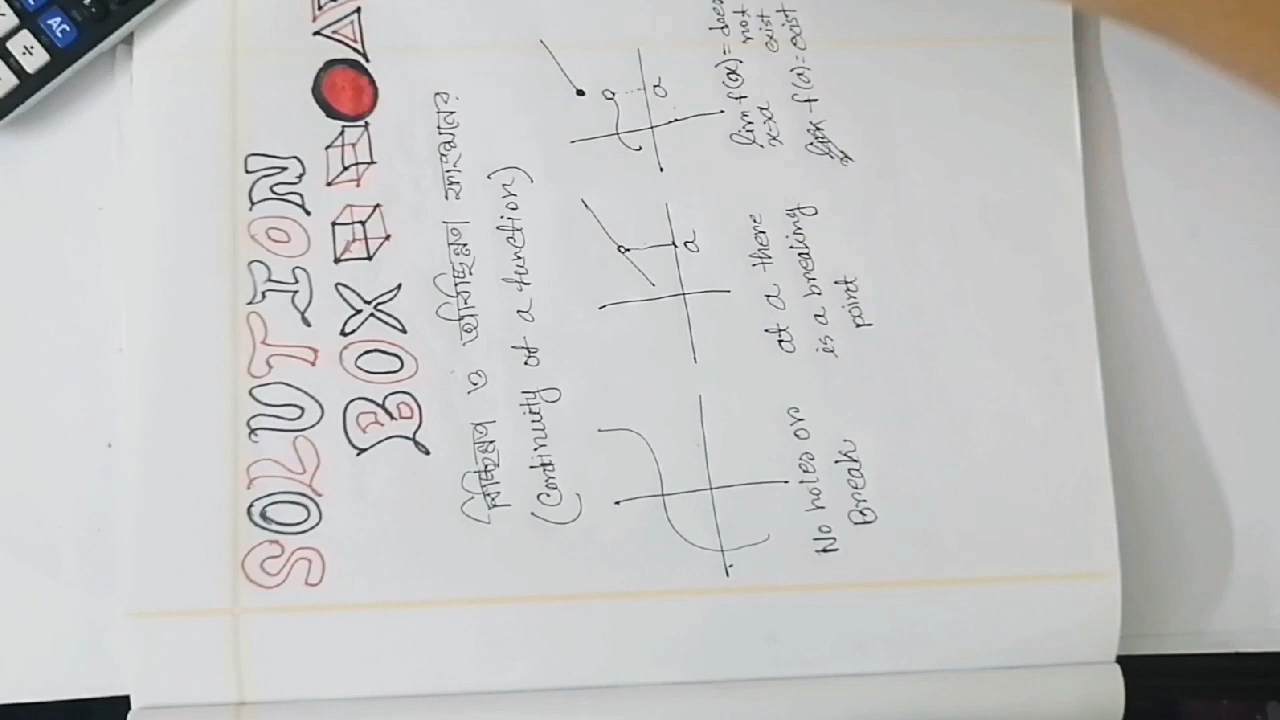 SOLUTION
BOX
বিচ্ছিন্নতা ও অবিচ্ছিন্নতা ফাংশনের?
(Continuity of a function)
a
a
No holes or
Break
at a there
is a breaking
point
lim f(x) = does
x→a not
exist
f(a) = exist
÷
AC